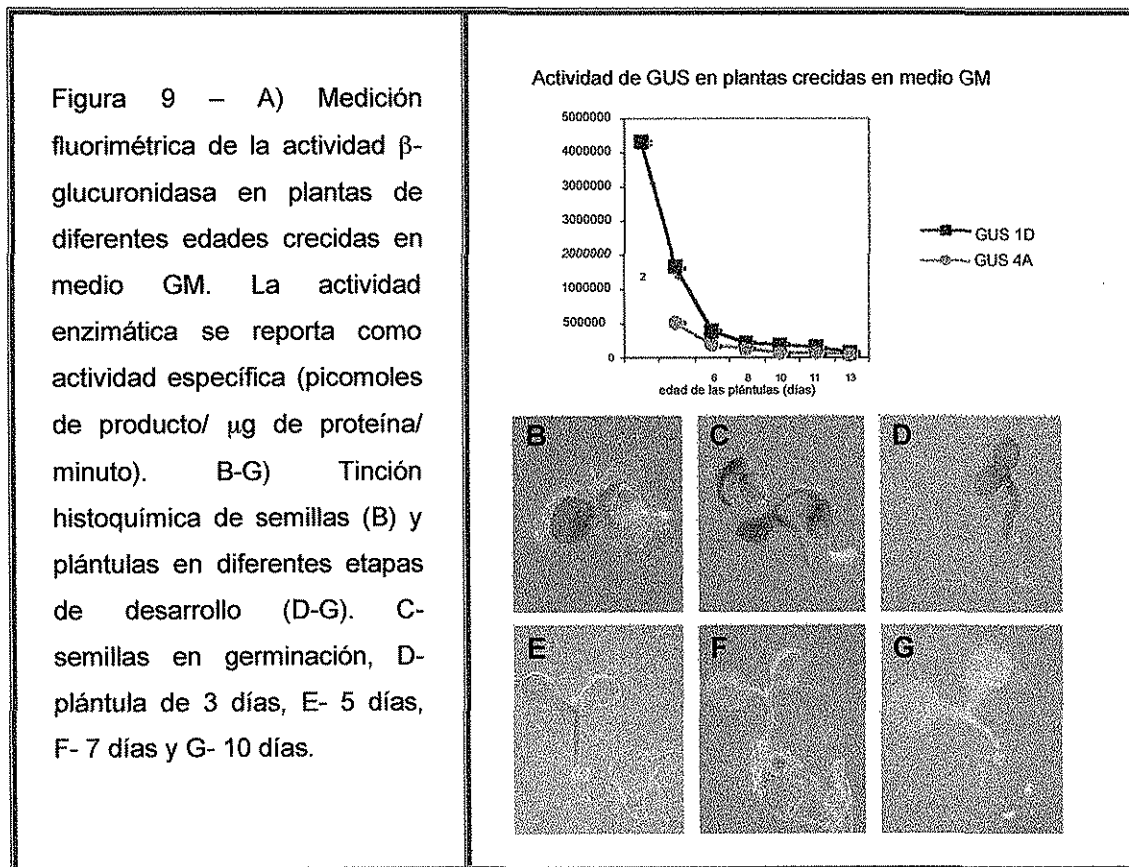 Figura 9 – A) Medición
fluorimétrica de la actividad β-
glucuronidasa en plantas de
diferentes edades crecidas en
medio GM. La actividad
enzimática se reporta como
actividad específica (picomoles
de producto/ μg de proteína/
minuto). B-G) Tinción
histoquímica de semillas (B) y
plántulas en diferentes etapas
de desarrollo (D-G). C-
semillas en germinación, D-
plántula de 3 días, E- 5 días,
F- 7 días y G- 10 días.
Actividad de GUS en plantas crecidas en medio GM
5000000
4000000
3000000
2000000
1000000
500000
0
2
6 8 10 11 13
edad de las plántulas (días)
GUS 1D
GUS 4A
B C D
E F G